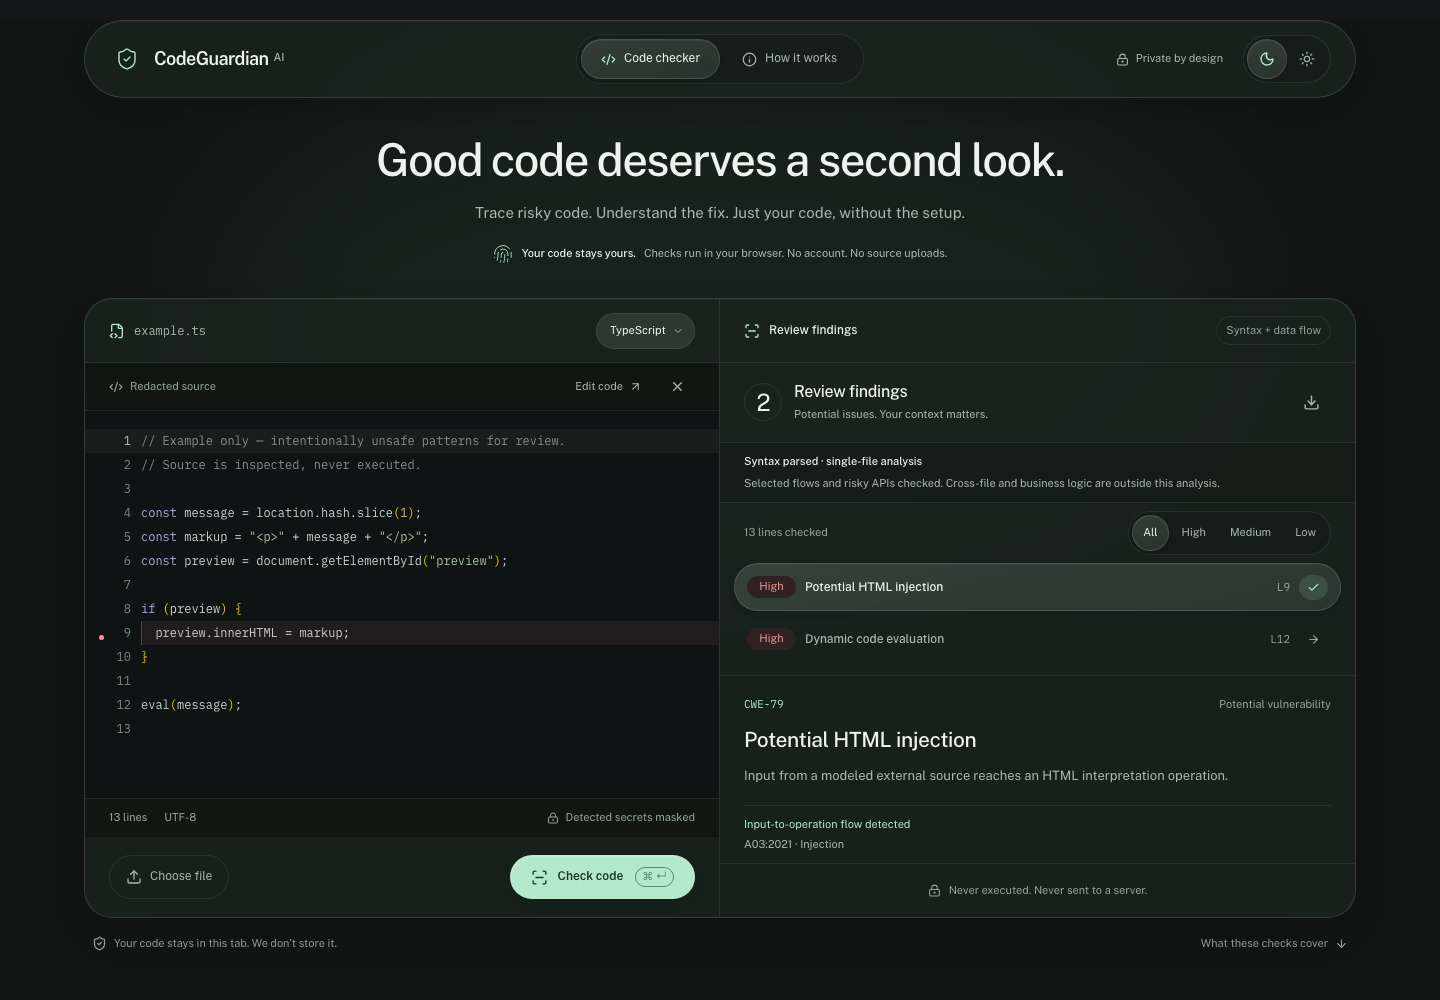 CodeGuardian AI
Code checker
How it works
Private by design
Good code deserves a second look.
Trace risky code. Understand the fix. Just your code, without the setup.
Your code stays yours. Checks run in your browser. No account. No source uploads.
example.ts
TypeScript
Redacted source
Edit code
1 // Example only — intentionally unsafe patterns for review.
2 // Source is inspected, never executed.
3
4 const message = location.hash.slice(1);
5 const markup = "<p>" + message + "</p>";
6 const preview = document.getElementById("preview");
7
8 if (preview) {
9 preview.innerHTML = markup;
10 }
11
12 eval(message);
13
13 lines
UTF-8
Detected secrets masked
Choose file
Check code ⌘ ↵
Review findings
Syntax + data flow
2
Review findings
Potential issues. Your context matters.
Syntax parsed · single-file analysis
Selected flows and risky APIs checked. Cross-file and business logic are outside this analysis.
13 lines checked
All
High
Medium
Low
High Potential HTML injection L9
High Dynamic code evaluation L12
CWE-79
Potential vulnerability
Potential HTML injection
Input from a modeled external source reaches an HTML interpretation operation.
Input-to-operation flow detected
A03:2021 · Injection
Never executed. Never sent to a server.
Your code stays in this tab. We don't store it.
What these checks cover